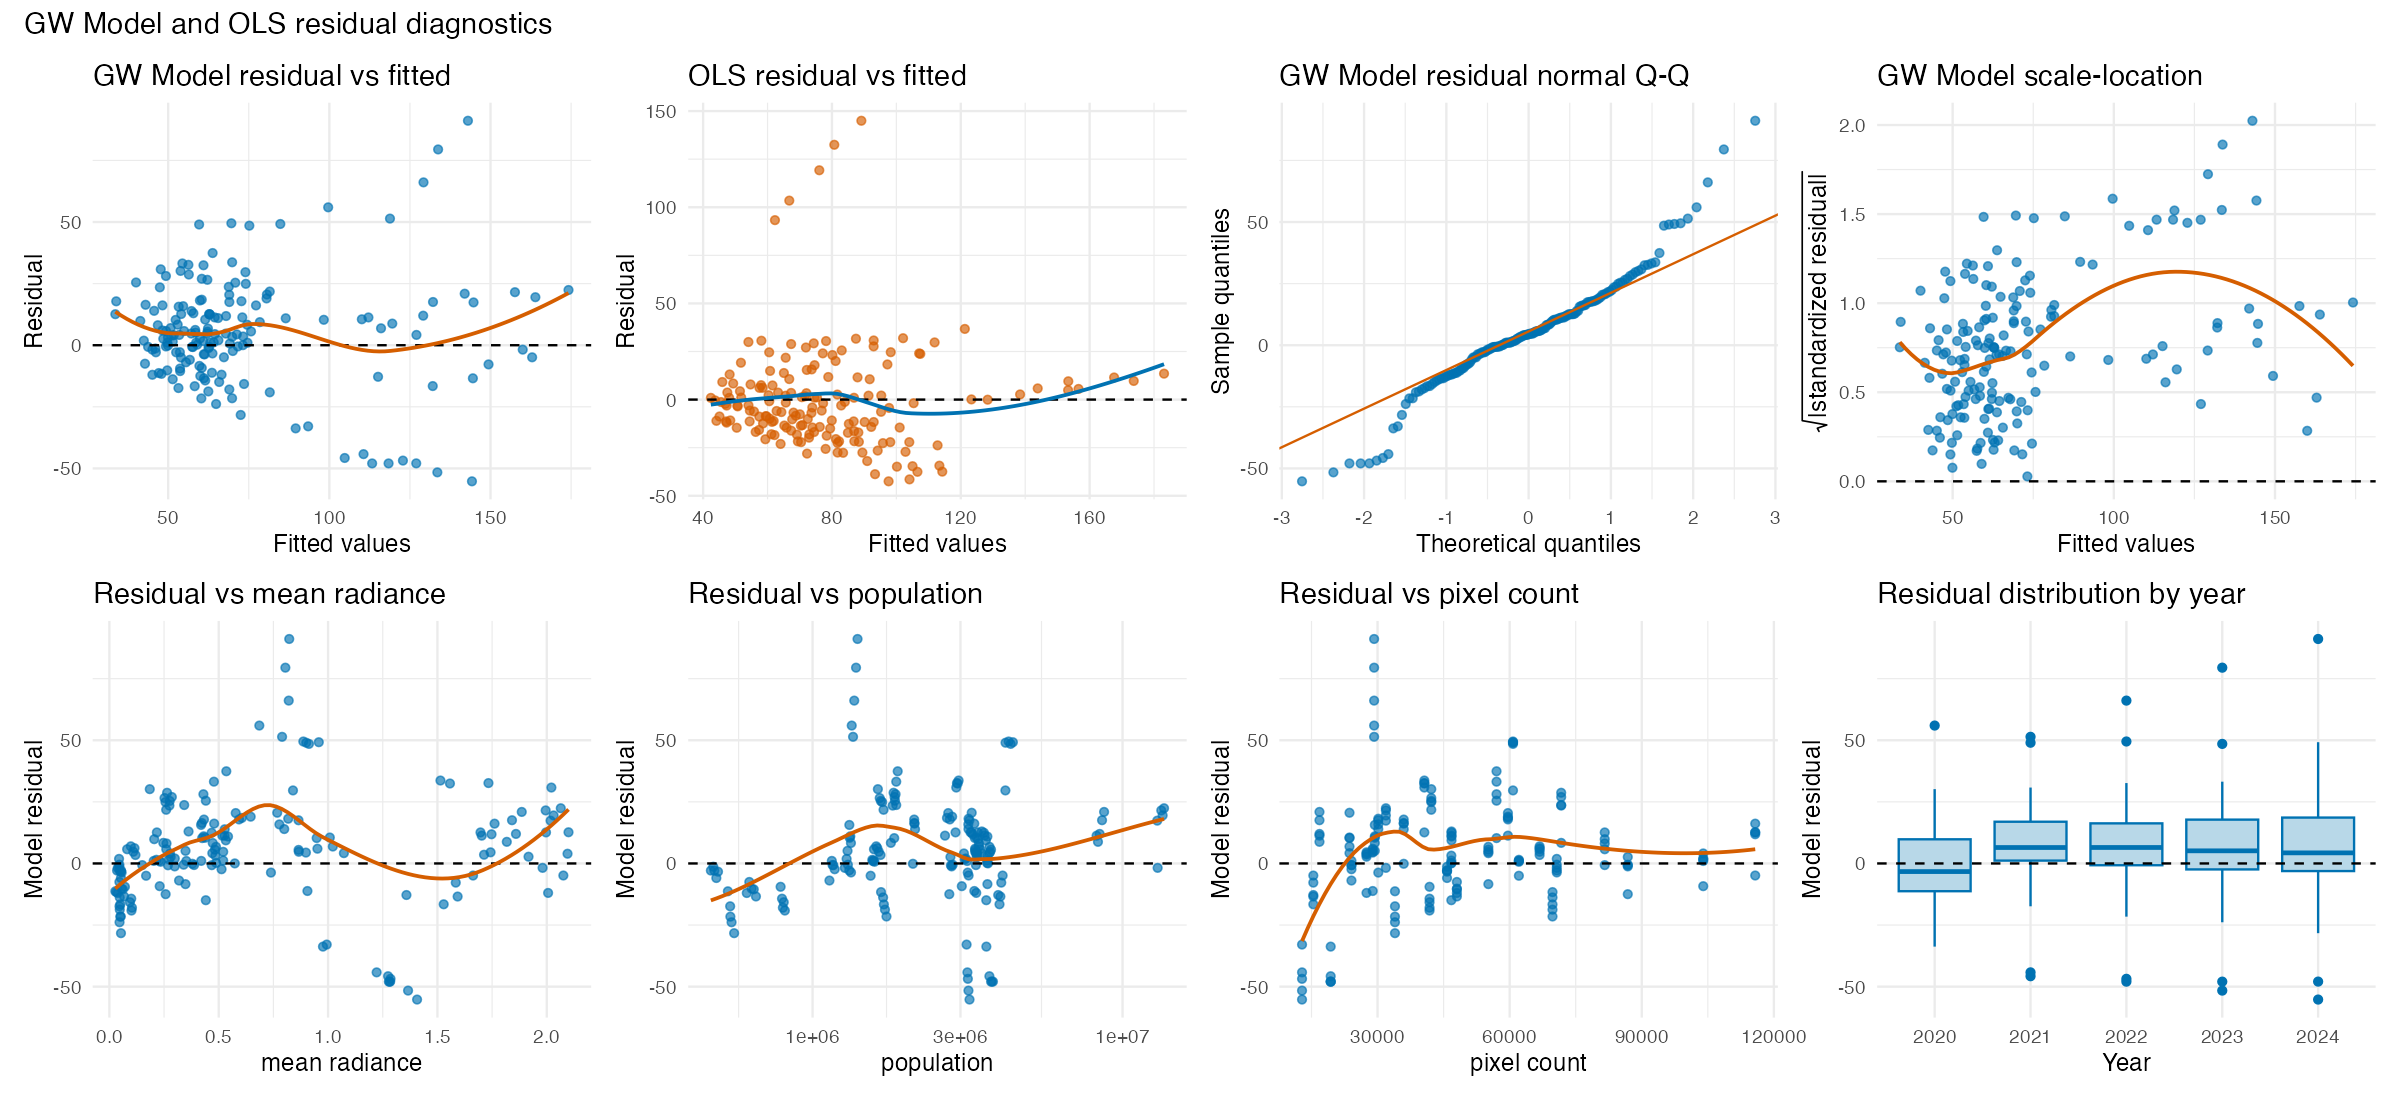 GW Model and OLS residual diagnostics
GW Model residual vs fitted
Residual
50
0
-50
50
100
150
Fitted values
OLS residual vs fitted
Residual
150
100
50
0
-50
40
80
120
160
Fitted values
GW Model residual normal Q-Q
Sample quantiles
50
0
-50
-3
-2
-1
0
1
2
3
Theoretical quantiles
GW Model scale-location
√|standardized residual|
2.0
1.5
1.0
0.5
0.0
50
100
150
Fitted values
Residual vs mean radiance
Model residual
50
0
-50
0.0
0.5
1.0
1.5
2.0
mean radiance
Residual vs population
Model residual
50
0
-50
1e+06
3e+06
1e+07
population
Residual vs pixel count
Model residual
50
0
-50
30000
60000
90000
120000
pixel count
Residual distribution by year
Model residual
50
0
-50
2020
2021
2022
2023
2024
Year